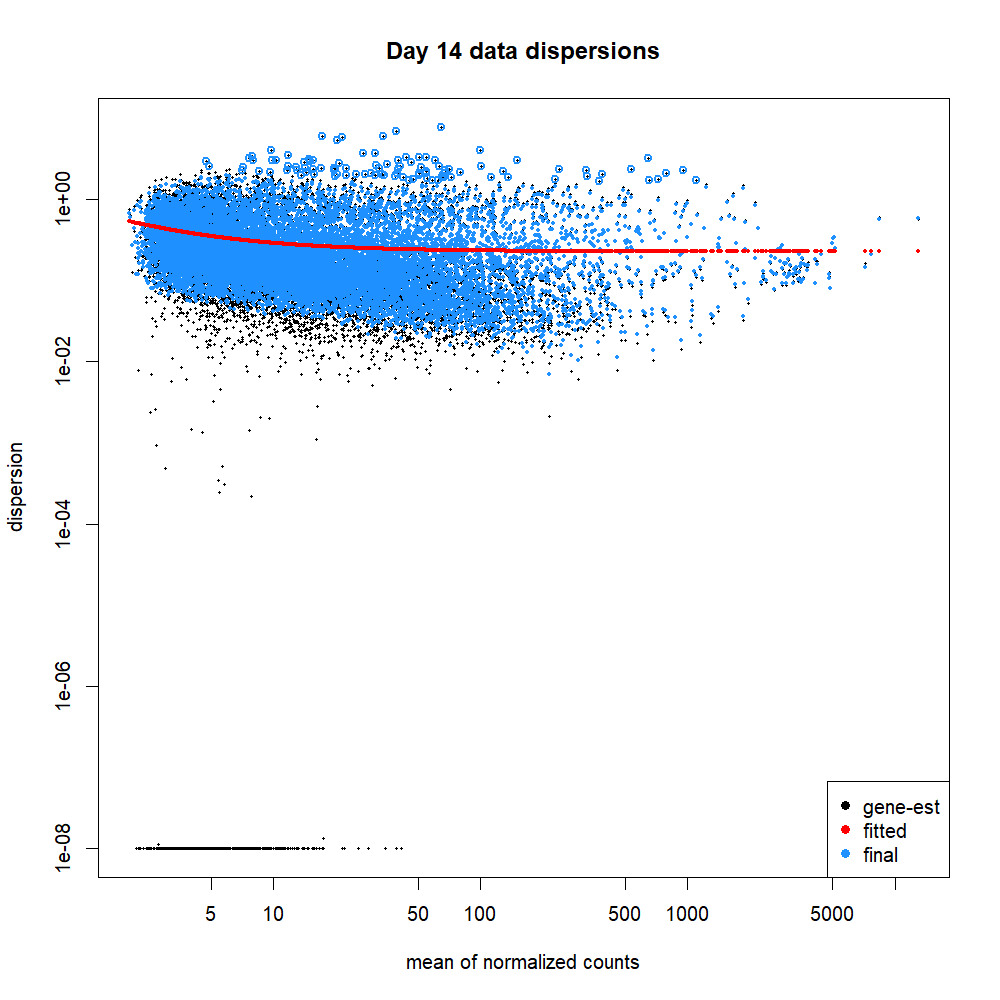 Day 14 data dispersions
dispersion
1e+00
1e-02
1e-04
1e-06
1e-08
gene-est
fitted
final
5 10 50 100 500 1000 5000
mean of normalized counts